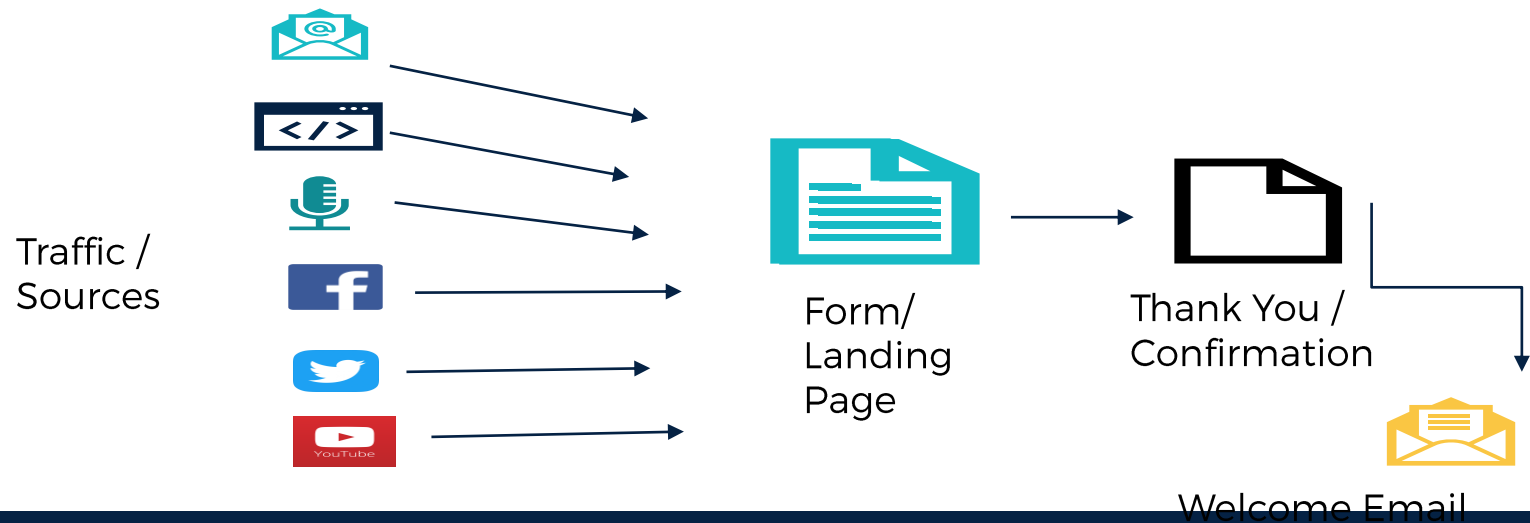 @
</>
Traffic /
Sources
f
YouTube
Form/
Landing
Page
Thank You /
Confirmation
Welcome Email